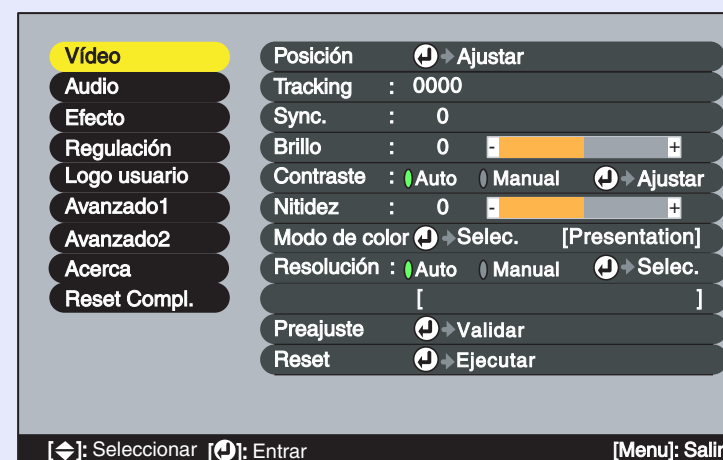 Vídeo
Audio
Efecto
Regulación
Logo usuario
Avanzado1
Avanzado2
Acerca
Reset Compl.
Posición Ajustar
Tracking : 0000
Sync. : 0
Brillo : 0 - +
Contraste : Auto Manual Ajustar
Nitidez : 0 - +
Modo de color Selec. [Presentation]
Resolución : Auto Manual Selec.
[ ]
Preajuste Validar
Reset Ejecutar
[ ]: Seleccionar [ ]: Entrar [Menu]: Salir